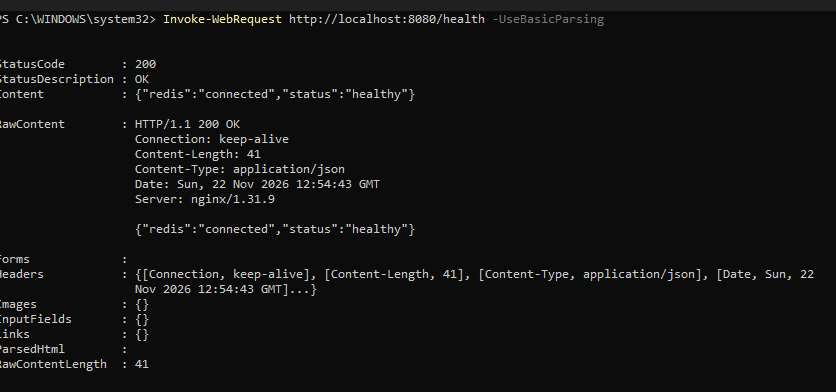 PS C:\WINDOWS\system32> Invoke-WebRequest http://localhost:8080/health -UseBasicParsing
StatusCode : 200
StatusDescription : OK
Content : {"redis":"connected","status":"healthy"}
RawContent : HTTP/1.1 200 OK
Connection: keep-alive
Content-Length: 41
Content-Type: application/json
Date: Sun, 22 Nov 2026 12:54:43 GMT
Server: nginx/1.31.9
{"redis":"connected","status":"healthy"}
Forms :
Headers : {[Connection, keep-alive], [Content-Length, 41], [Content-Type, application/json], [Date, Sun, 22
Nov 2026 12:54:43 GMT]...}
Images : {}
InputFields : {}
Links : {}
ParsedHtml :
RawContentLength : 41